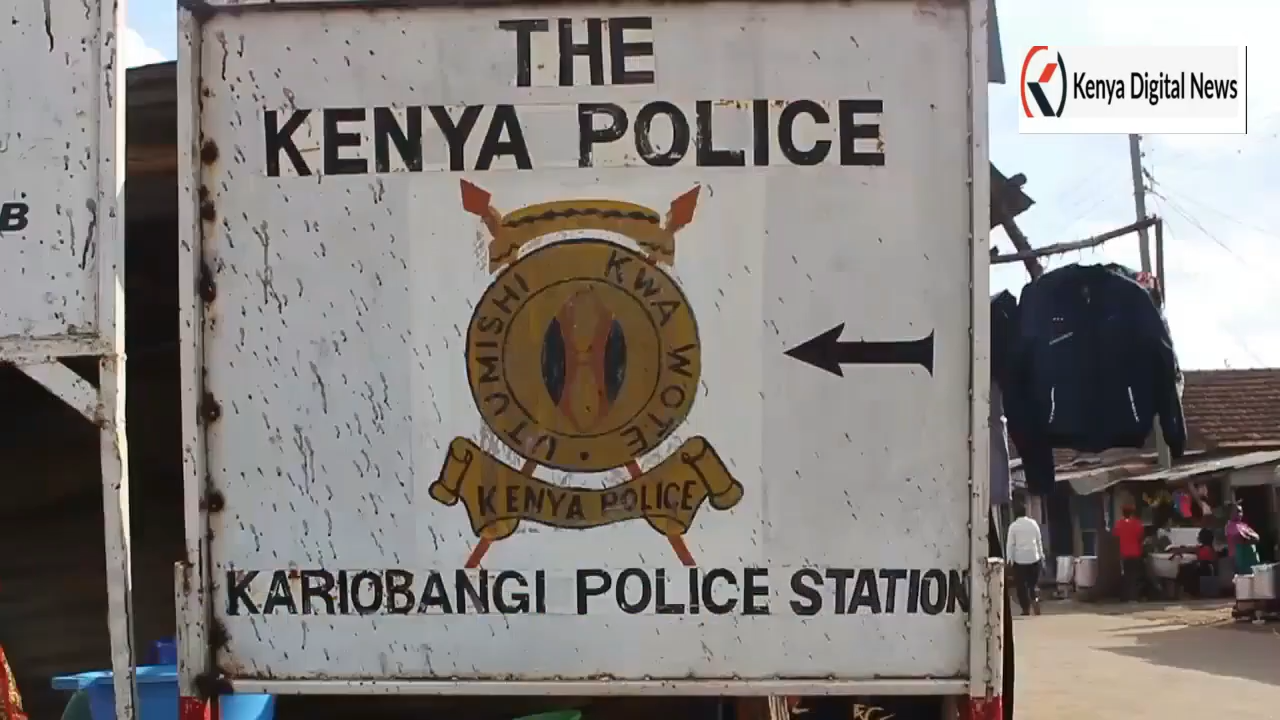 THE
KENYA POLICE
UTUMISHI KWA WOTE
KENYA POLICE
KARIOBANGI POLICE STATION
B
Kenya Digital News